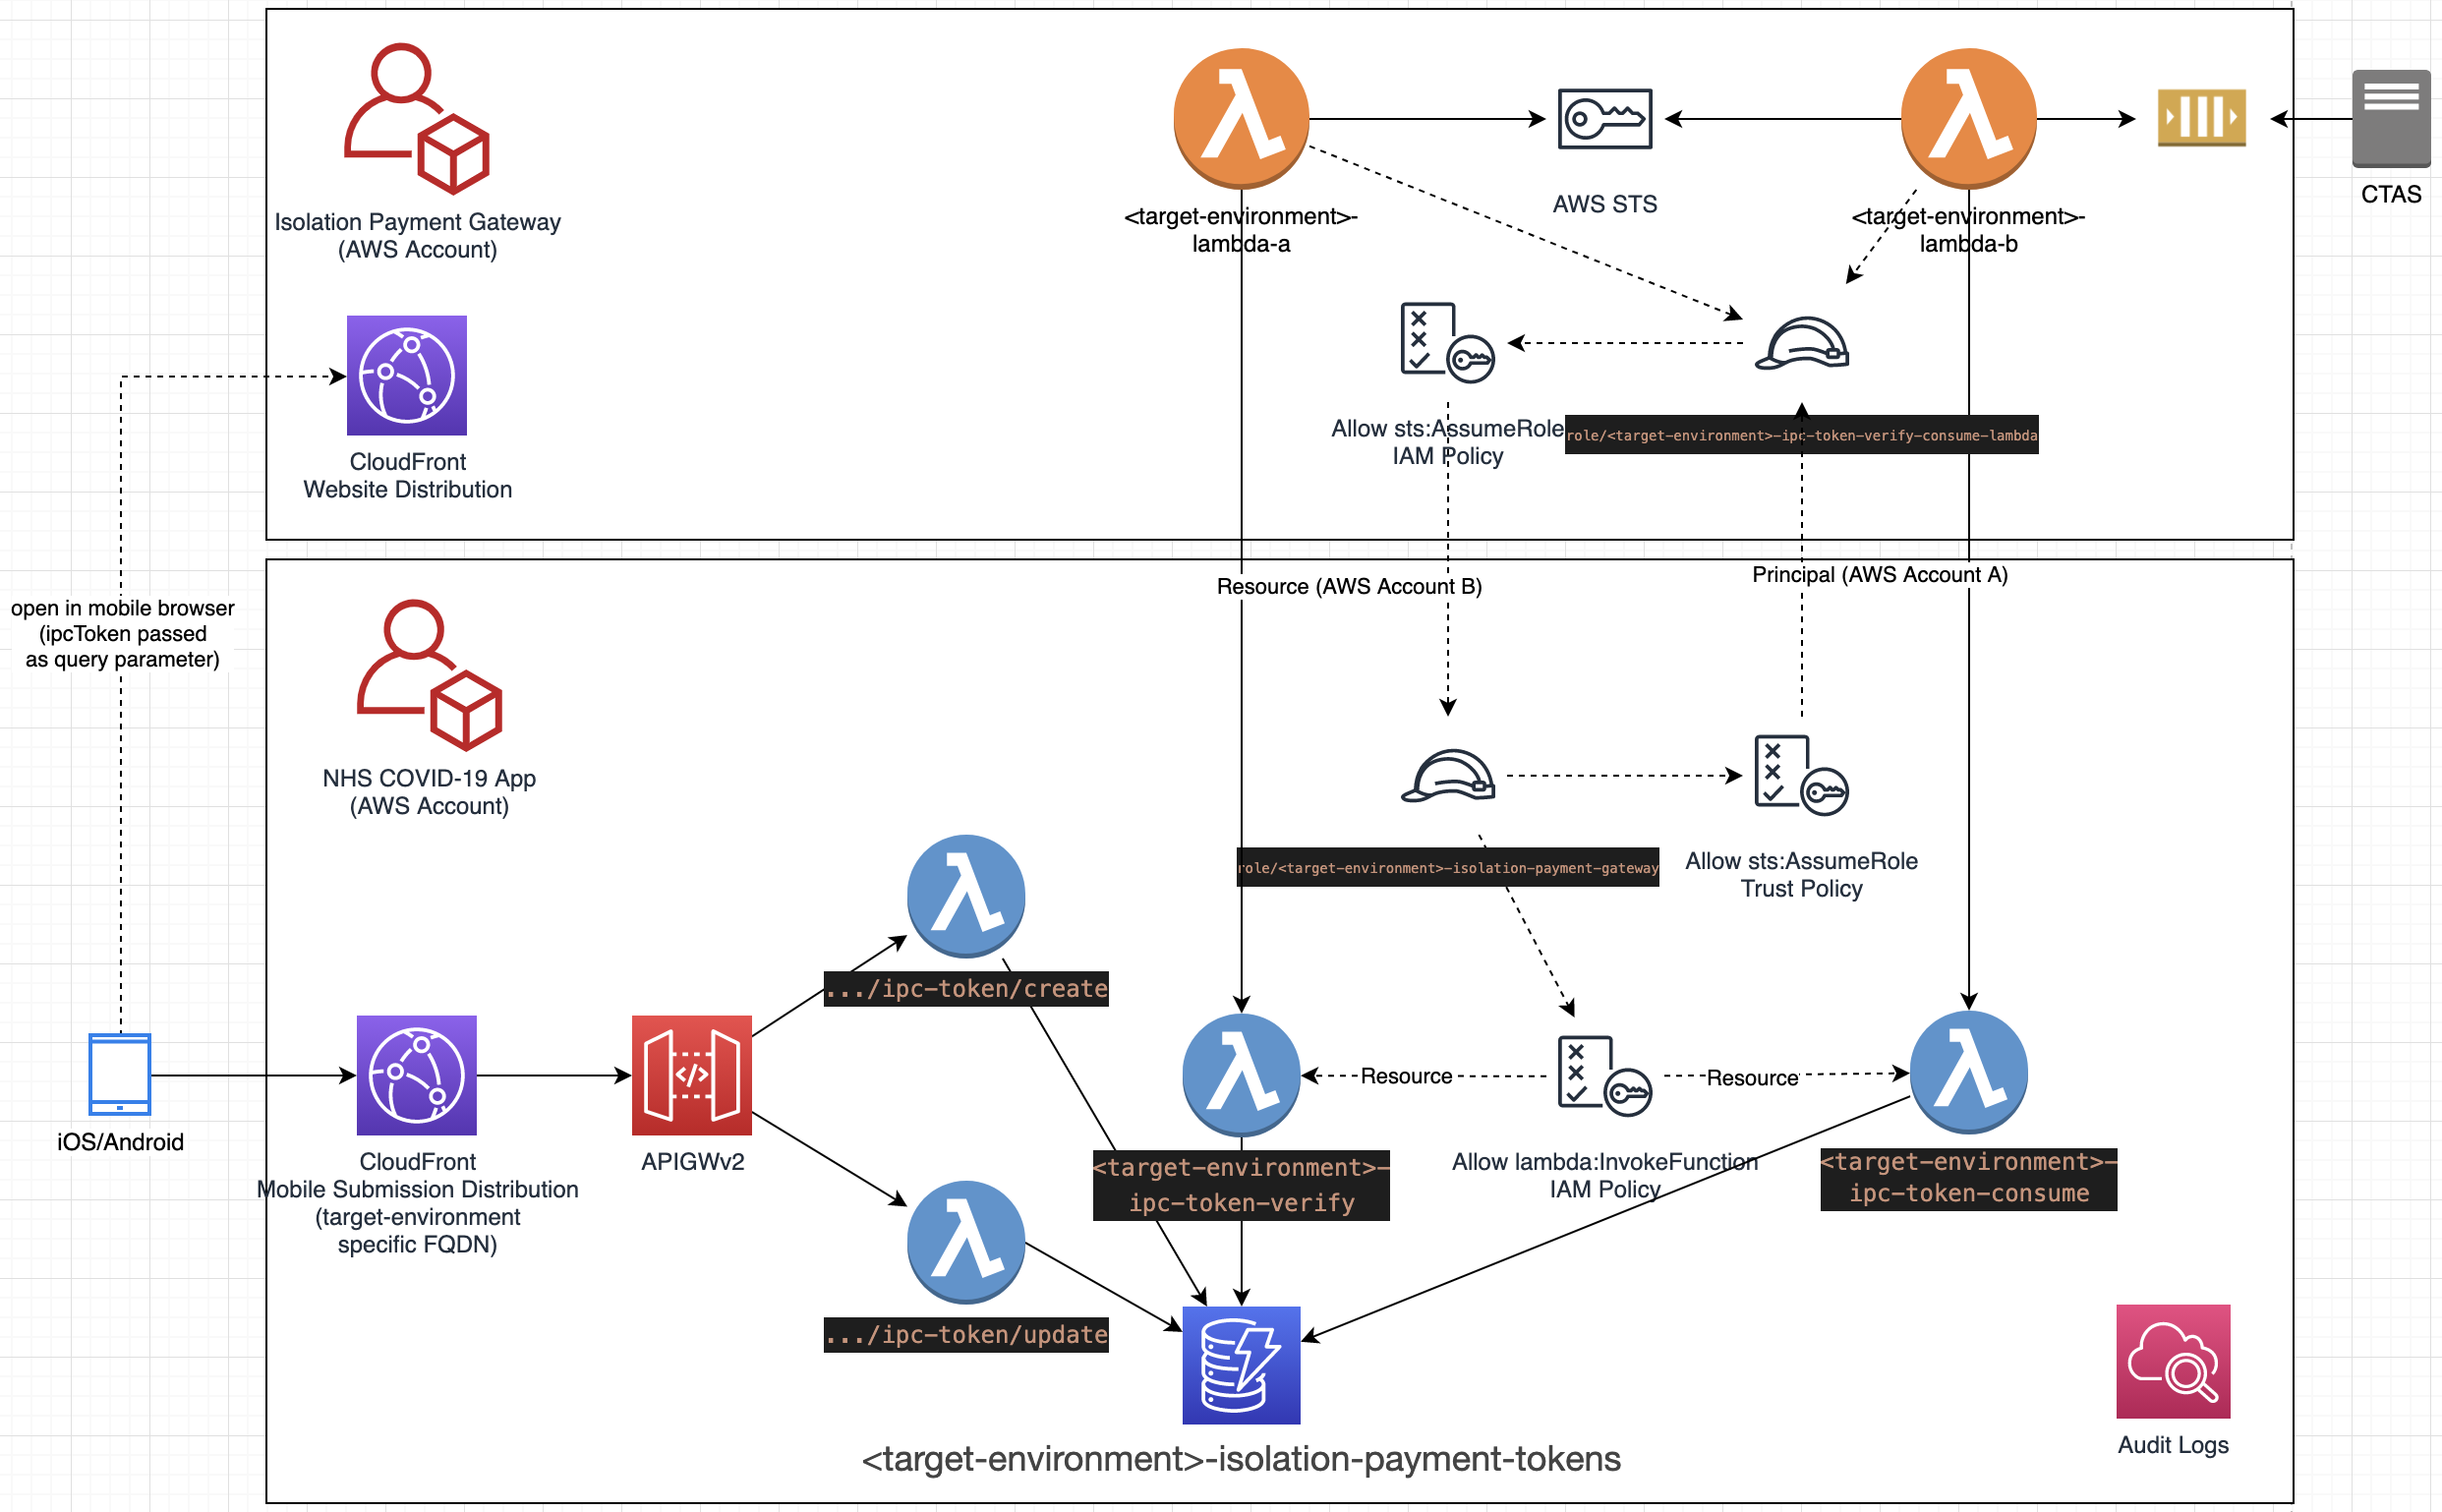 Isolation Payment Gateway
(AWS Account)
<target-environment>-
lambda-a
AWS STS
<target-environment>-
lambda-b
CTAS
CloudFront
Website Distribution
Allow sts:AssumeRole
IAM Policy
role/<target-environment>-ipc-token-verify-consume-lambda
Resource (AWS Account B)
Principal (AWS Account A)
open in mobile browser
(ipcToken passed
as query parameter)
NHS COVID-19 App
(AWS Account)
role/<target-environment>-isolation-payment-gateway
Allow sts:AssumeRole
Trust Policy
.../ipc-token/create
Resource
Resource
iOS/Android
CloudFront
Mobile Submission Distribution
(target-environment
specific FQDN)
APIGWv2
<target-environment>-
ipc-token-verify
Allow lambda:InvokeFunction
IAM Policy
<target-environment>-
ipc-token-consume
.../ipc-token/update
<target-environment>-isolation-payment-tokens
Audit Logs